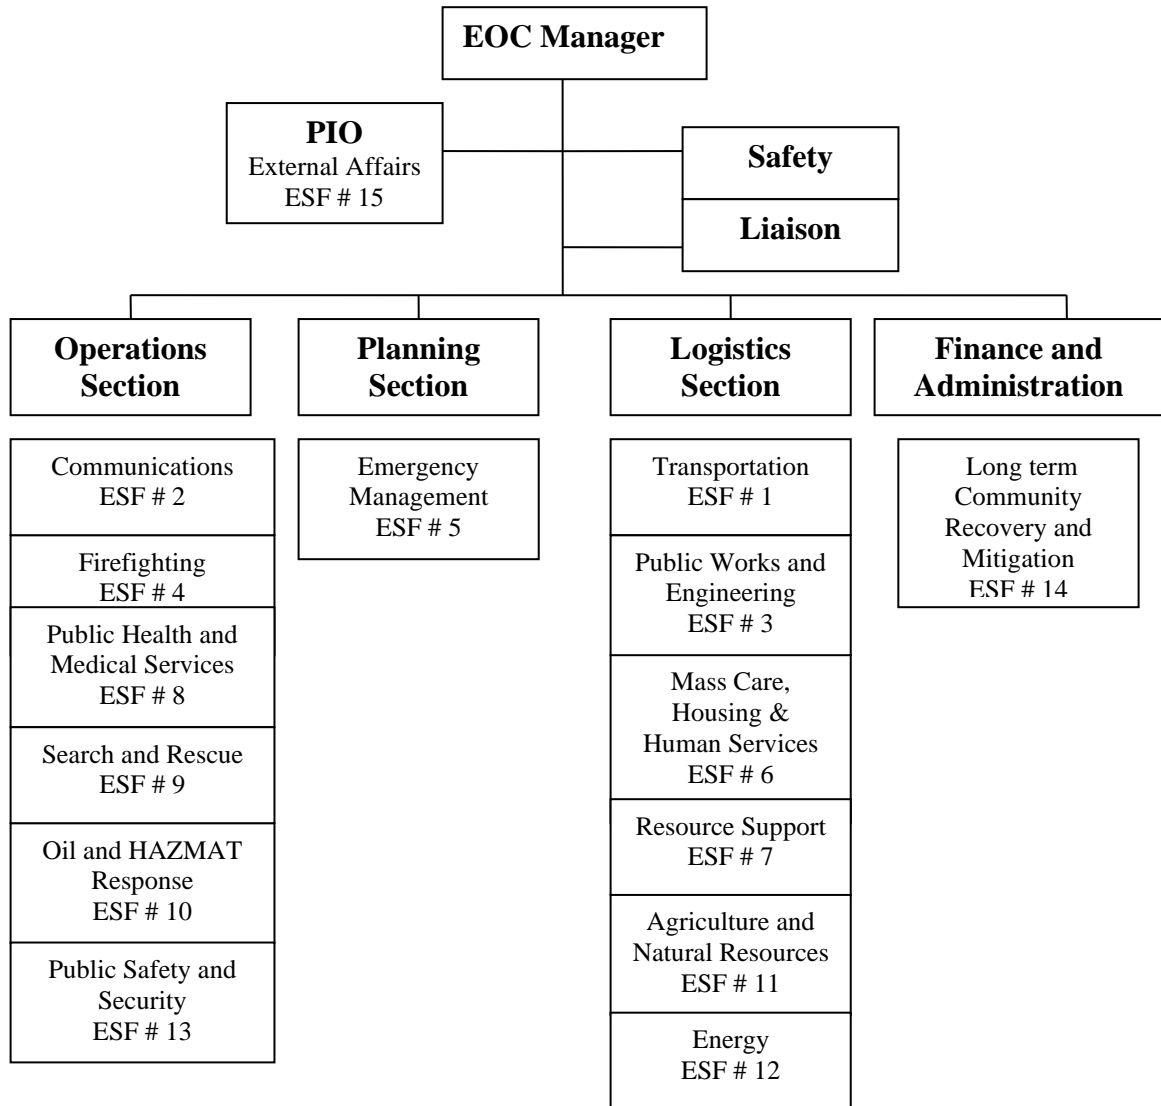 EOC Manager
PIO
External Affairs
ESF # 15
Safety
Liaison
Operations
Section
Planning
Section
Logistics
Section
Finance and
Administration
Communications
ESF # 2
Firefighting
ESF # 4
Public Health and
Medical Services
ESF # 8
Search and Rescue
ESF # 9
Oil and HAZMAT
Response
ESF # 10
Public Safety and
Security
ESF # 13
Emergency
Management
ESF # 5
Transportation
ESF # 1
Public Works and
Engineering
ESF # 3
Mass Care,
Housing &
Human Services
ESF # 6
Resource Support
ESF # 7
Agriculture and
Natural Resources
ESF # 11
Energy
ESF # 12
Long term
Community
Recovery and
Mitigation
ESF # 14